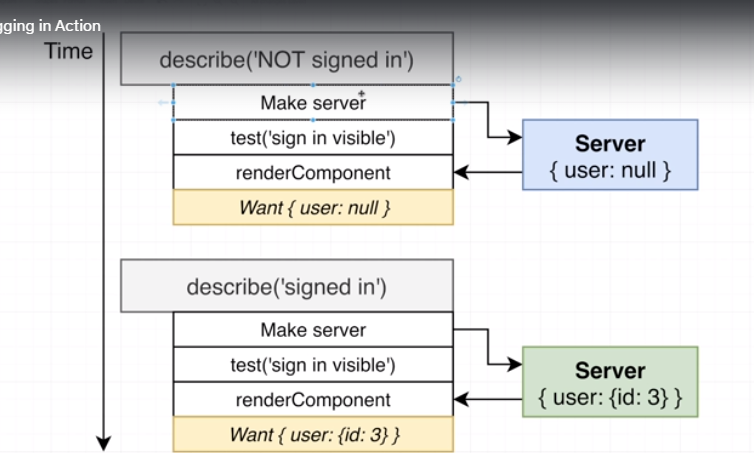 gging in Action
Time
describe('NOT signed in')
Make server
test('sign in visible')
renderComponent
Want { user: null }
Server
{ user: null }
describe('signed in')
Make server
test('sign in visible')
renderComponent
Want { user: {id: 3} }
Server
{ user: {id: 3} }